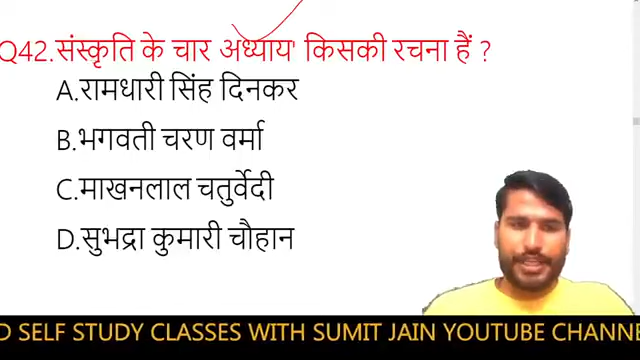 Q42.संस्कृति के चार अध्याय' किसकी रचना हैं ?
A.रामधारी सिंह दिनकर
B.भगवती चरण वर्मा
C.माखनलाल चतुर्वेदी
D.सुभद्रा कुमारी चौहान
D SELF STUDY CLASSES WITH SUMIT JAIN YOUTUBE CHANNE